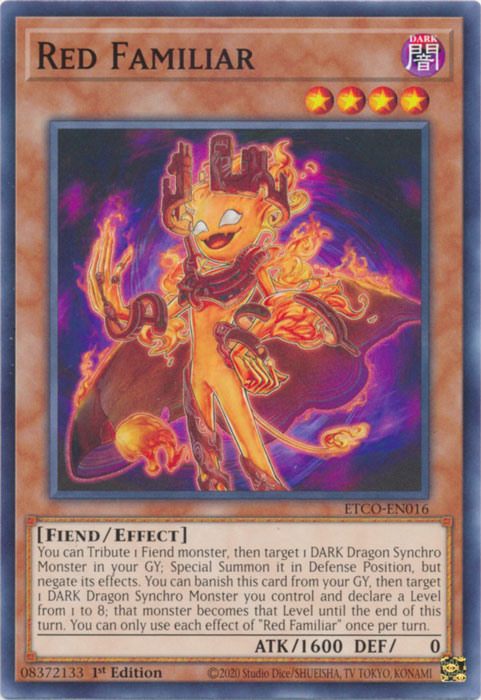 RED FAMILIAR
DARK
闇
ETCO-EN016
[FIEND/EFFECT]
You can Tribute 1 Fiend monster, then target 1 DARK Dragon Synchro
Monster in your GY; Special Summon it in Defense Position, but
negate its effects. You can banish this card from your GY, then target
1 DARK Dragon Synchro Monster you control and declare a Level
from 1 to 8; that monster becomes that Level until the end of this
turn. You can only use each effect of "Red Familiar" once per turn.
ATK/1600 DEF/ 0
08372133 1st Edition ©2020 Studio Dice/SHUEISHA, TV TOKYO, KONAMI